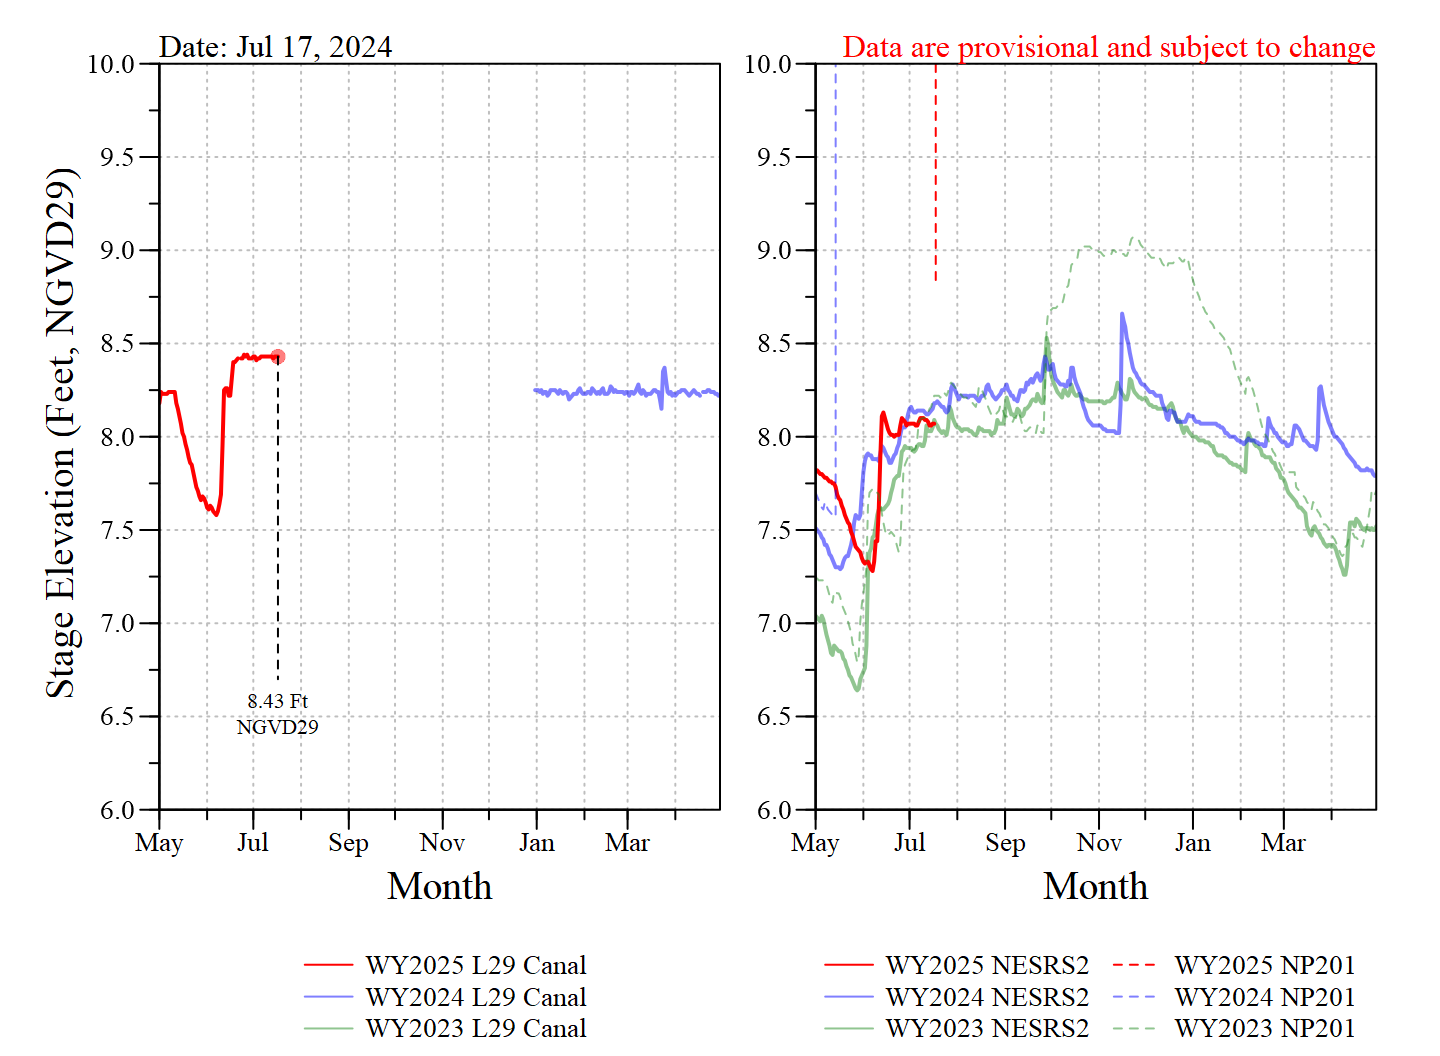 Date: Jul 17, 2024
Data are provisional and subject to change
Stage Elevation (Feet, NGVD29)
10.0
9.5
9.0
8.5
8.0
7.5
7.0
6.5
6.0
8.43 Ft
NGVD29
May Jul Sep Nov Jan Mar
Month
10.0
9.5
9.0
8.5
8.0
7.5
7.0
6.5
6.0
May Jul Sep Nov Jan Mar
Month
WY2025 L29 Canal
WY2024 L29 Canal
WY2023 L29 Canal
WY2025 NESRS2 WY2025 NP201
WY2024 NESRS2 WY2024 NP201
WY2023 NESRS2 WY2023 NP201